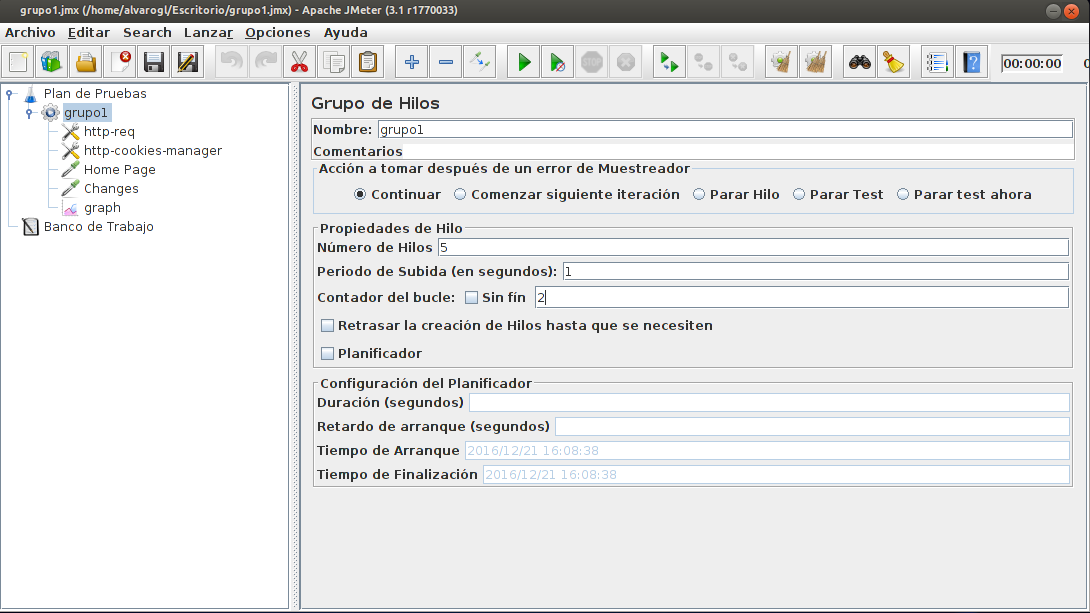 grupo1.jmx (/home/alvarogl/Escritorio/grupo1.jmx) - Apache JMeter (3.1 r1770033)
Archivo Editar Search Lanzar Opciones Ayuda
STOP
00:00:00
Plan de Pruebas
grupo1
http-req
http-cookies-manager
Home Page
Changes
graph
Banco de Trabajo
Grupo de Hilos
Nombre: grupo1
Comentarios
Acción a tomar después de un error de Muestreador
Continuar Comenzar siguiente iteración Parar Hilo Parar Test Parar test ahora
Propiedades de Hilo
Número de Hilos 5
Periodo de Subida (en segundos): 1
Contador del bucle: Sin fín 2
Retrasar la creación de Hilos hasta que se necesiten
Planificador
Configuración del Planificador
Duración (segundos)
Retardo de arranque (segundos)
Tiempo de Arranque 2016/12/21 16:08:38
Tiempo de Finalización 2016/12/21 16:08:38